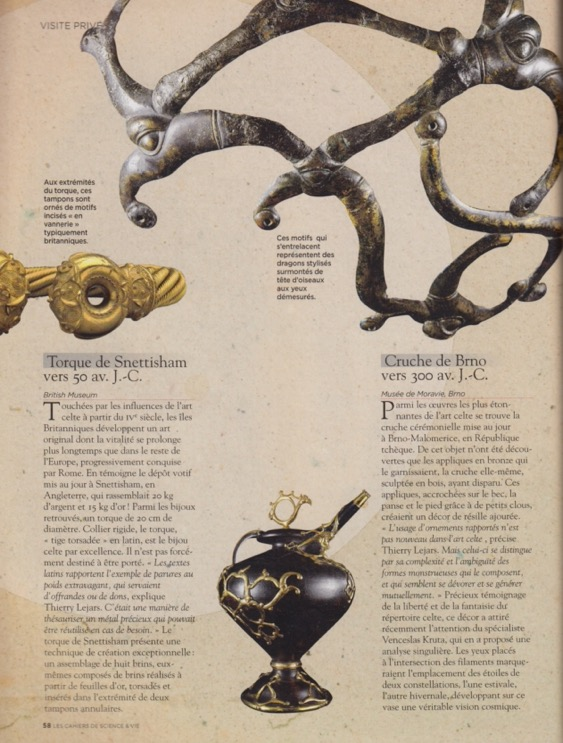 VISITE PRIVÉ
Aux extrémités
du torque, ces
tampons sont
ornés de motifs
incisés « en
vannerie »
typiquement
britanniques.
Ces motifs qui
s'entrelacent
représentent des
dragons stylisés
surmontés de
tête d'oiseaux
aux yeux
démesurés.
Torque de Snettisham
vers 50 av. J.-C.
British Museum
Touchées par les influences de l'art
celte à partir du IVe siècle, les îles
Britanniques développent un art
original dont la vitalité se prolonge
plus longtemps que dans le reste de
l'Europe, progressivement conquise
par Rome. En témoigne le dépôt votif
mis au jour à Snettisham, en
Angleterre, qui rassemblait 20 kg
d'argent et 15 kg d'or ! Parmi les bijoux
retrouvés, un torque de 20 cm de
diamètre. Collier rigide, le torque,
« tige torsadée » en latin, est le bijou
celte par excellence. Il n'est pas forcé-
ment destiné à être porté. « Les textes
latins rapportent l'exemple de parures au
poids extravagant, qui servaient
d'offrandes ou de dons, explique
Thierry Lejars. C'était une manière de
thésauriser un métal précieux qui pouvait
être réutilisé en cas de besoin. » Le
torque de Snettisham présente une
technique de création exceptionnelle :
un assemblage de huit brins, eux-
mêmes composés de brins réalisés à
partir de feuilles d'or, torsadés et
insérés dans l'extrémité de deux
tampons annulaires.
Cruche de Brno
vers 300 av. J.-C.
Musée de Moravie, Brno
Parmi les œuvres les plus éton-
nantes de l'art celte se trouve la
cruche cérémonielle mise au jour
à Brno-Malomerice, en République
tchèque. De cet objet n'ont été décou-
vertes que les appliques en bronze qui
le garnissaient, la cruche elle-même,
sculptée en bois, ayant disparu. Ces
appliques, accrochées sur le bec, la
panse et le pied grâce à de petits clous,
créaient un décor de résille ajourée.
« L'usage d'ornements rapportés n'est
pas nouveau dans l'art celte, précise
Thierry Lejars. Mais celui-ci se distingue
par sa complexité et l'ambiguïté des
formes monstrueuses qui le composent,
et qui semblent se dévorer et se générer
mutuellement. » Précieux témoignage
de la liberté et de la fantaisie du
répertoire celte, ce décor a attiré
récemment l'attention du spécialiste
Venceslas Kruta, qui en a proposé une
analyse singulière. Les yeux placés
à l'intersection des filaments marque-
raient l'emplacement des étoiles de
deux constellations, l'une estivale,
l'autre hivernale, développant sur ce
vase une véritable vision cosmique.
58 LES CAHIERS DE SCIENCE & VIE